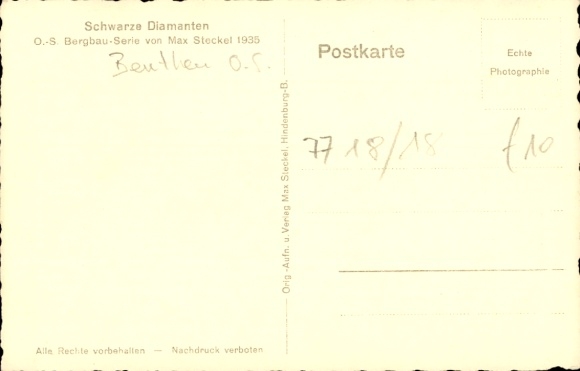 Schwarze Diamanten
O.-S. Bergbau-Serie von Max Steckel 1935
Beuthen O.S.
Postkarte
Echte
Photographie
Orig.-Aufn. u. Verlag Max Steckel, Hindenburg-B.
77 18/18 f10
Alle Rechte vorbehalten — Nachdruck verboten